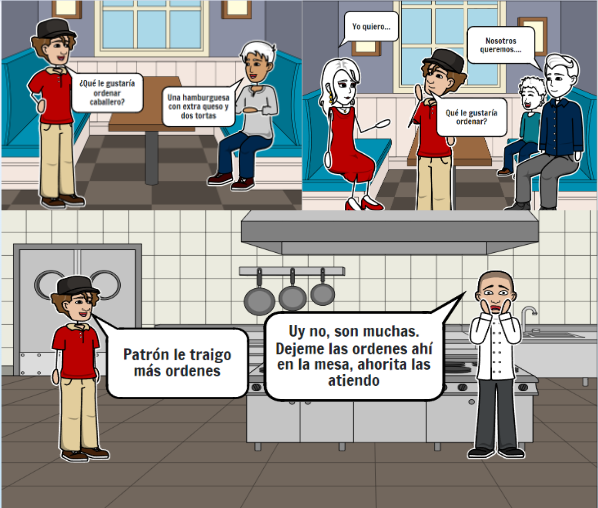 ¿Qué le gustaría
ordenar
caballero?
Una hamburguesa
con extra queso y
dos tortas
Yo quiero...
Nosotros
queremos....
Qué le gustaría
ordenar?
Patrón le traigo
más ordenes
Uy no, son muchas.
Dejeme las ordenes ahí
en la mesa, ahorita las
atiendo